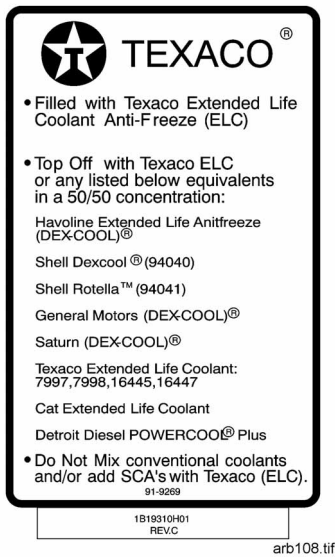 TEXACO ®
• Filled with Texaco Extended Life
Coolant Anti-Freeze (ELC)
• Top Off with Texaco ELC
or any listed below equivalents
in a 50/50 concentration:
Havoline Extended Life Anitfreeze
(DEX-COOL)®
Shell Dexcool ® (94040)
Shell Rotella™ (94041)
General Motors (DEX-COOL)®
Saturn (DEX-COOL)®
Texaco Extended Life Coolant:
7997,7998,16445,16447
Cat Extended Life Coolant
Detroit Diesel POWERCOOL® Plus
• Do Not Mix conventional coolants
and/or add SCA's with Texaco (ELC).
91-9269
1B19310H01
REV.C
arb108.tif